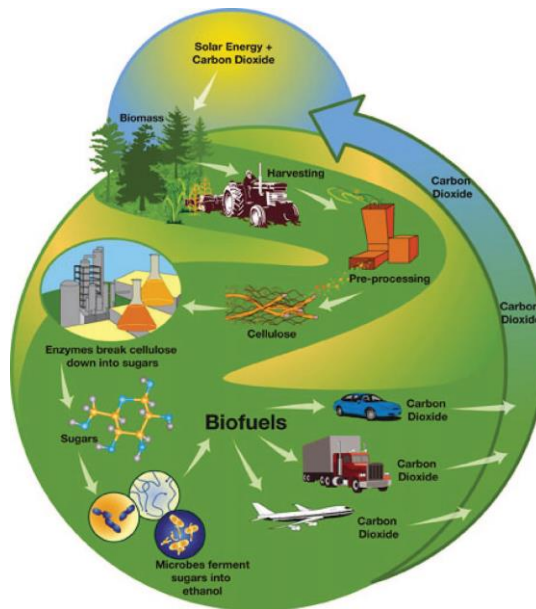 Solar Energy +
Carbon Dioxide
Biomass
Harvesting
Carbon
Dioxide
Pre-processing
Cellulose
Carbon
Dioxide
Enzymes break cellulose
down into sugars
Sugars
Biofuels
Carbon
Dioxide
Carbon
Dioxide
Carbon
Dioxide
Microbes ferment
sugars into
ethanol